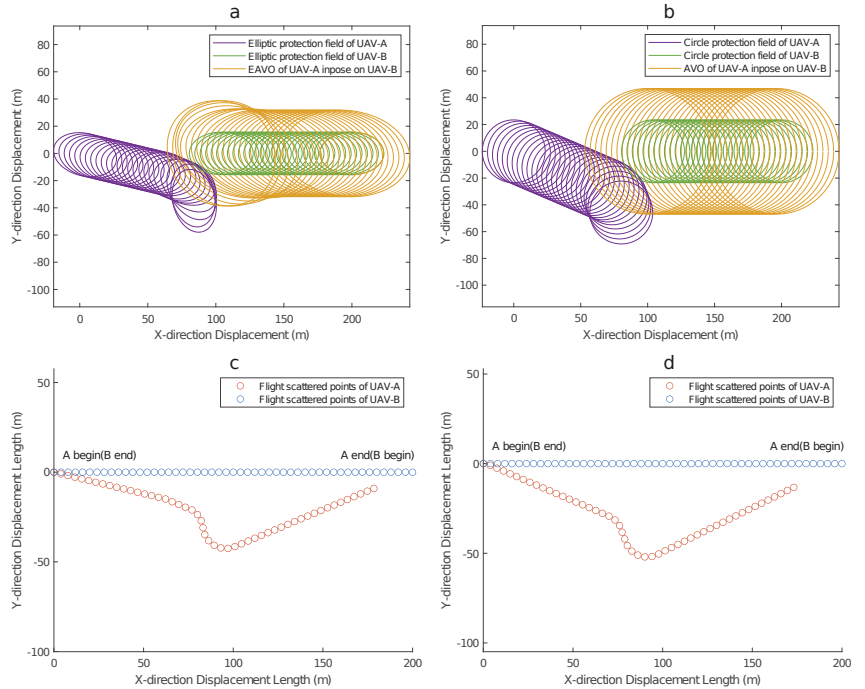 a
80
60
40
20
0
-20
-40
-60
-80
-100
Y-direction Displacement (m)
Elliptic protection field of UAV-A
Elliptic protection field of UAV-B
EAVO of UAV-A inpose on UAV-B
0
50
100
150
200
X-direction Displacement (m)
b
80
60
40
20
0
-20
-40
-60
-80
-100
Y-direction Displacement (m)
Circle protection field of UAV-A
Circle protection field of UAV-B
AVO of UAV-A inpose on UAV-B
0
50
100
150
200
X-direction Displacement (m)
c
50
0
-50
-100
Y-direction Displacement Length (m)
Flight scattered points of UAV-A
Flight scattered points of UAV-B
A begin(B end)
A end(B begin)
0
50
100
150
200
X-direction Displacement Length (m)
d
50
0
-50
-100
Y-direction Displacement Length (m)
Flight scattered points of UAV-A
Flight scattered points of UAV-B
A begin(B end)
A end(B begin)
0
50
100
150
200
X-direction Displacement Length (m)